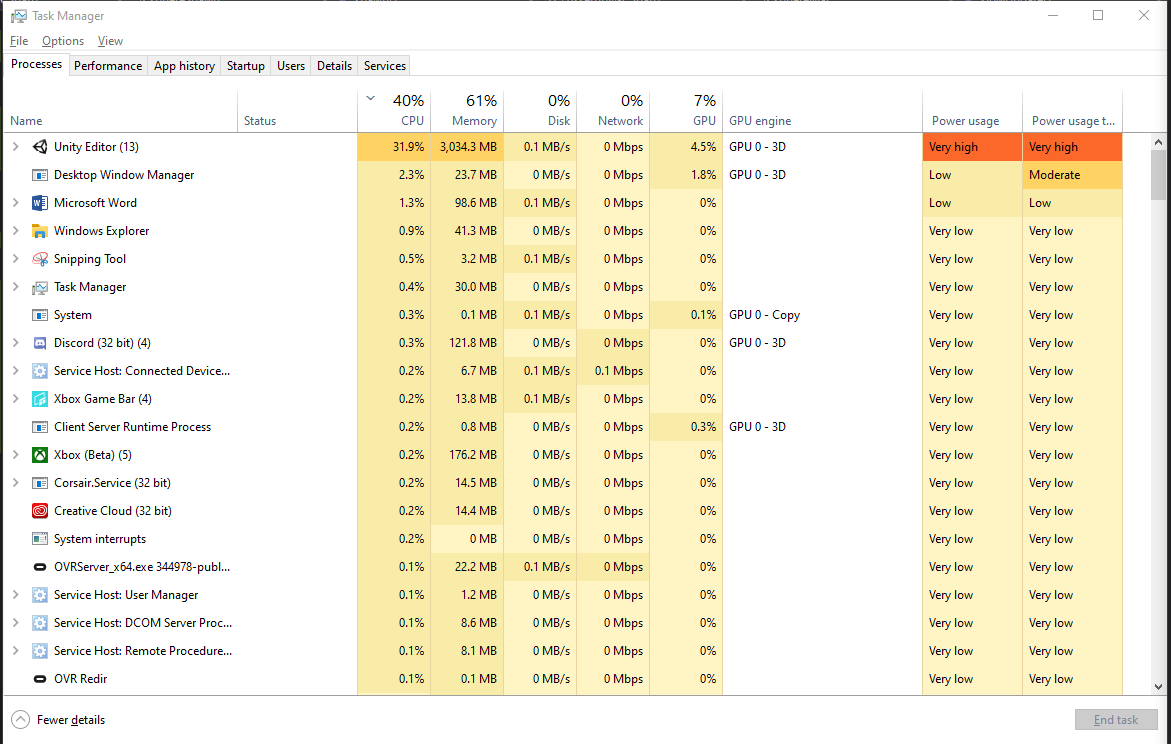 Task Manager
File Options View
Processes Performance App history Startup Users Details Services
40% 61% 0% 0% 7%
Name Status CPU Memory Disk Network GPU GPU engine Power usage Power usage t...
Unity Editor (13) 31.9% 3,034.3 MB 0.1 MB/s 0 Mbps 4.5% GPU 0 - 3D Very high Very high
Desktop Window Manager 2.3% 23.7 MB 0 MB/s 0 Mbps 1.8% GPU 0 - 3D Low Moderate
Microsoft Word 1.3% 98.6 MB 0.1 MB/s 0 Mbps 0% Low Low
Windows Explorer 0.9% 41.3 MB 0 MB/s 0 Mbps 0% Very low Very low
Snipping Tool 0.5% 3.2 MB 0.1 MB/s 0 Mbps 0% Very low Very low
Task Manager 0.4% 30.0 MB 0 MB/s 0 Mbps 0% Very low Very low
System 0.3% 0.1 MB 0.1 MB/s 0 Mbps 0.1% GPU 0 - Copy Very low Very low
Discord (32 bit) (4) 0.3% 121.8 MB 0 MB/s 0 Mbps 0% GPU 0 - 3D Very low Very low
Service Host: Connected Device... 0.2% 6.7 MB 0.1 MB/s 0.1 Mbps 0% Very low Very low
Xbox Game Bar (4) 0.2% 13.8 MB 0.1 MB/s 0 Mbps 0% Very low Very low
Client Server Runtime Process 0.2% 0.8 MB 0 MB/s 0 Mbps 0.3% GPU 0 - 3D Very low Very low
Xbox (Beta) (5) 0.2% 176.2 MB 0 MB/s 0 Mbps 0% Very low Very low
Corsair.Service (32 bit) 0.2% 14.5 MB 0 MB/s 0 Mbps 0% Very low Very low
Creative Cloud (32 bit) 0.2% 14.4 MB 0 MB/s 0 Mbps 0% Very low Very low
System interrupts 0.2% 0 MB 0 MB/s 0 Mbps 0% Very low Very low
OVRServer_x64.exe 344978-publ... 0.1% 22.2 MB 0.1 MB/s 0 Mbps 0% Very low Very low
Service Host: User Manager 0.1% 1.2 MB 0 MB/s 0 Mbps 0% Very low Very low
Service Host: DCOM Server Proc... 0.1% 8.6 MB 0 MB/s 0 Mbps 0% Very low Very low
Service Host: Remote Procedure... 0.1% 8.1 MB 0 MB/s 0 Mbps 0% Very low Very low
OVR Redir 0.1% 0.1 MB 0 MB/s 0 Mbps 0% Very low Very low
Fewer details End task